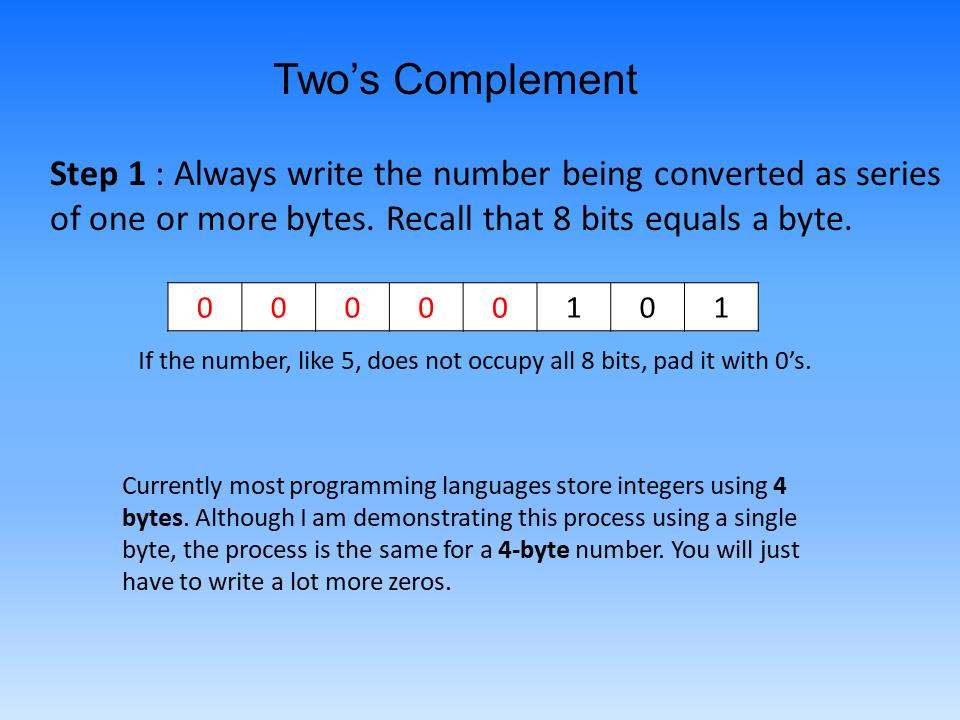 Two’s Complement
Step 1 : Always write the number being converted as series
of one or more bytes. Recall that 8 bits equals a byte.
0 0 0 0 0 1 0 1
If the number, like 5, does not occupy all 8 bits, pad it with 0’s.
Currently most programming languages store integers using 4
bytes. Although I am demonstrating this process using a single
byte, the process is the same for a 4-byte number. You will just
have to write a lot more zeros.